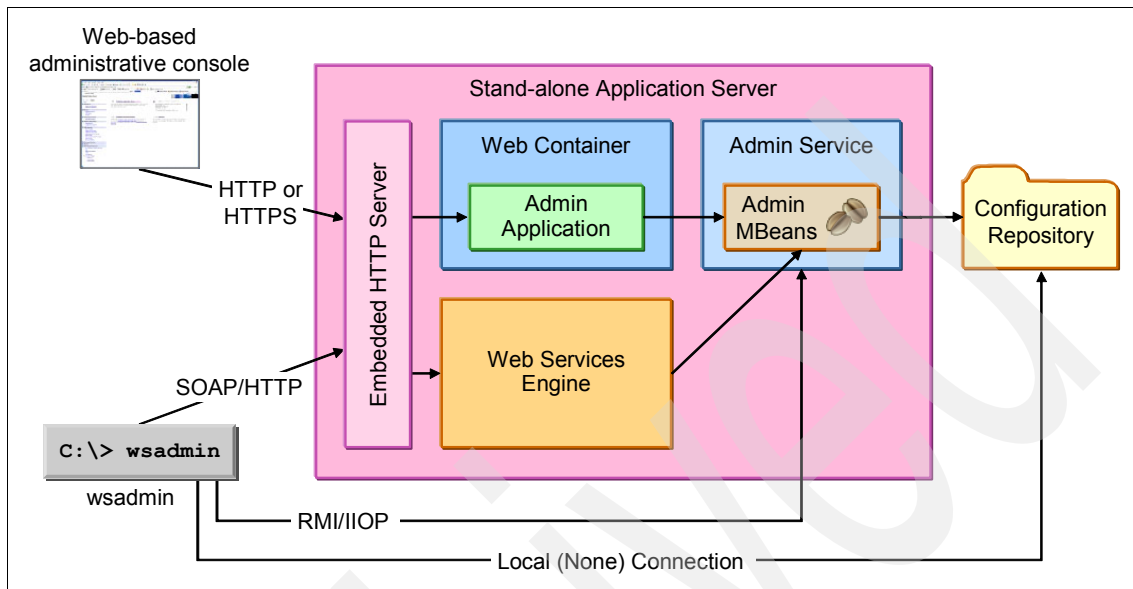 Web-based
administrative console
Stand-alone Application Server
Embedded HTTP Server
Web Container
Admin
Application
Admin Service
Admin
MBeans
Configuration
Repository
HTTP or
HTTPS
Web Services
Engine
SOAP/HTTP
C:\> wsadmin
wsadmin
RMI/IIOP
Local (None) Connection